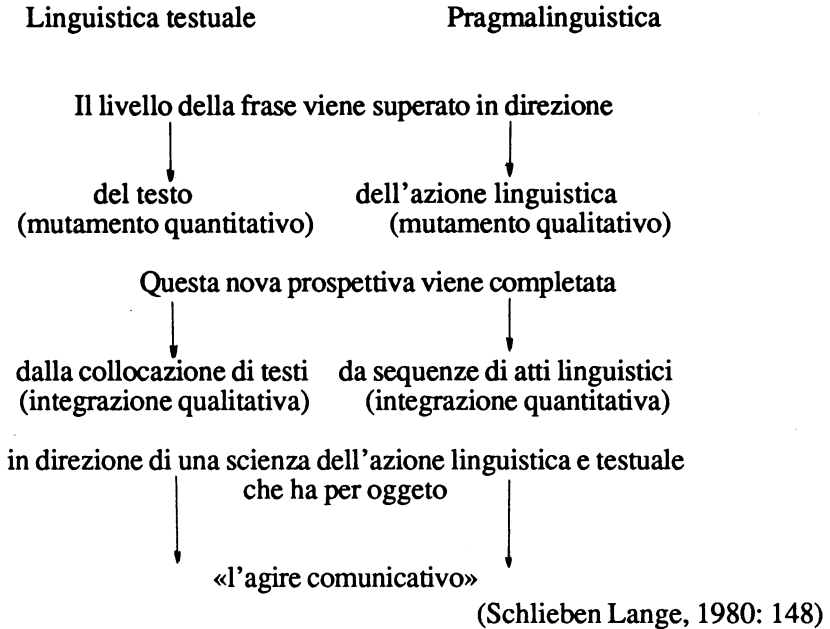 Linguistica testuale Pragmalinguistica
Il livello della frase viene superato in direzione
del testo dell'azione linguistica
(mutamento quantitativo) (mutamento qualitativo)
Questa nova prospettiva viene completata
dalla collocazione di testi da sequenze di atti linguistici
(integrazione qualitativa) (integrazione quantitativa)
in direzione di una scienza dell'azione linguistica e testuale
che ha per oggeto
«l'agire comunicativo»
(Schlieben Lange, 1980: 148)